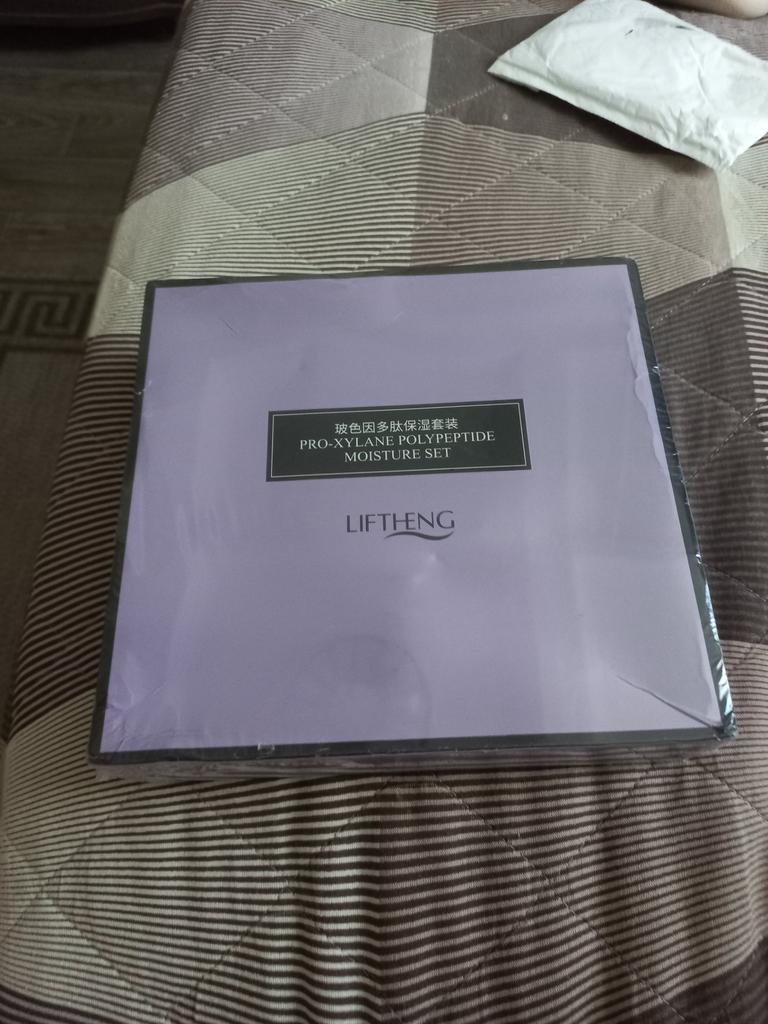 玻色因多肽保湿套装
PRO-XYLANE POLYPEPTIDE
MOISTURE SET
LIFTHENG